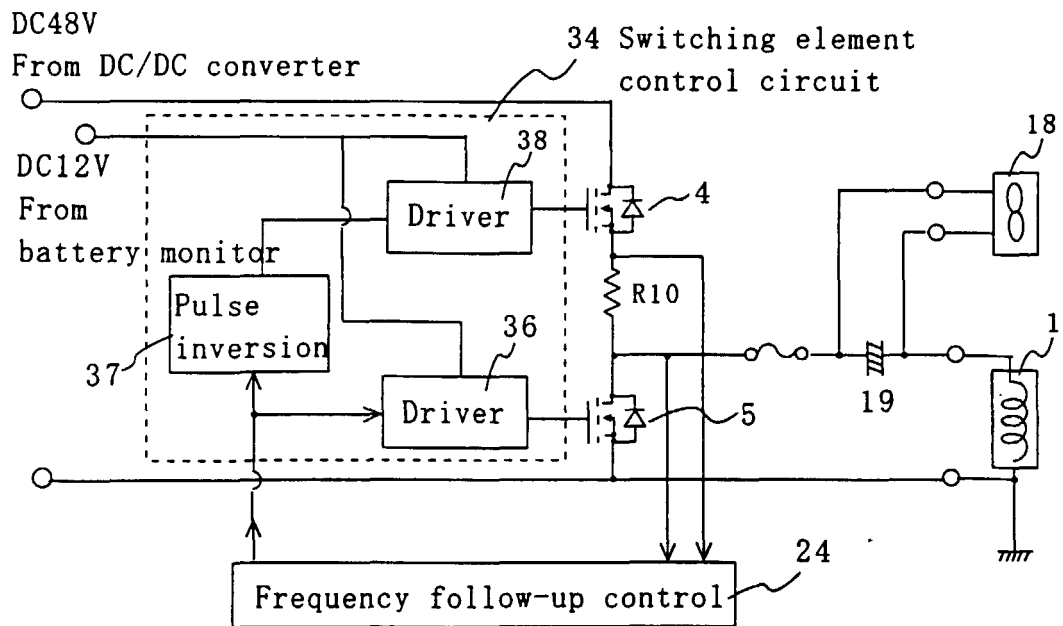 DC48V
From DC/DC converter
34 Switching element
control circuit
DC12V
From
battery monitor
38
Driver
4
18
R10
Pulse
inversion
37
36
Driver
5
19
1
24
Frequency follow-up control